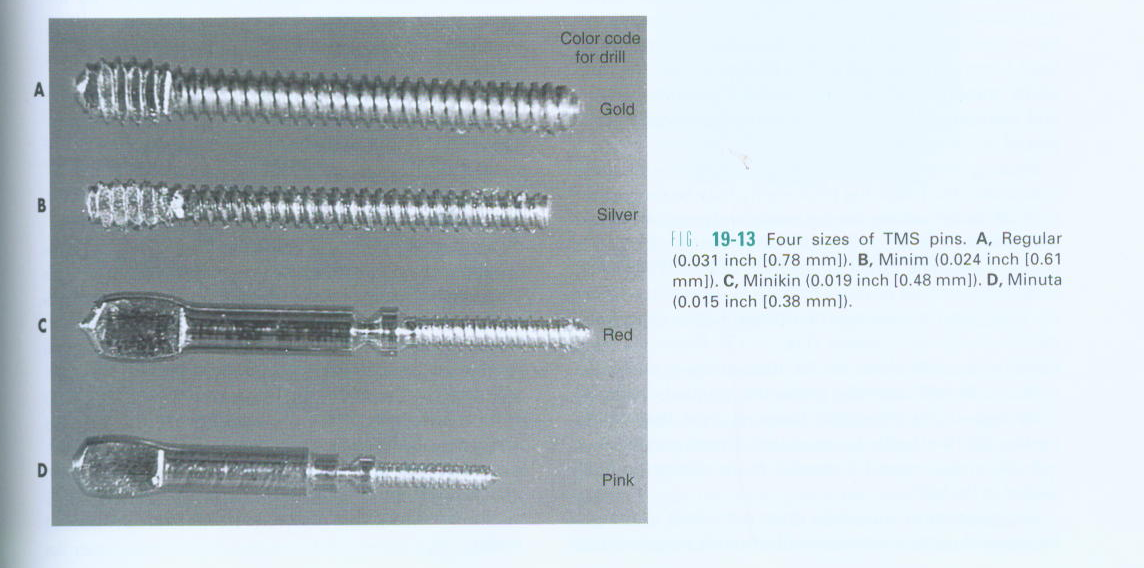 Color code
for drill
A
Gold
B
Silver
C
Red
D
Pink
FIG. 19-13 Four sizes of TMS pins. A, Regular
(0.031 inch [0.78 mm]). B, Minim (0.024 inch [0.61
mm]). C, Minikin (0.019 inch [0.48 mm]). D, Minuta
(0.015 inch [0.38 mm]).